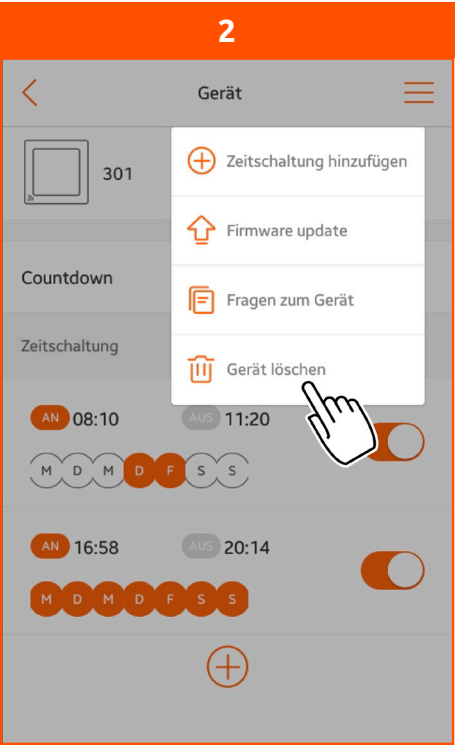 2
Gerät
301
Zeitschaltung hinzufügen
Firmware update
Fragen zum Gerät
Gerät löschen
Countdown
Zeitschaltung
AN 08:10 AUS 11:20
M D M D F S S
AN 16:58 AUS 20:14
M D M D F S S